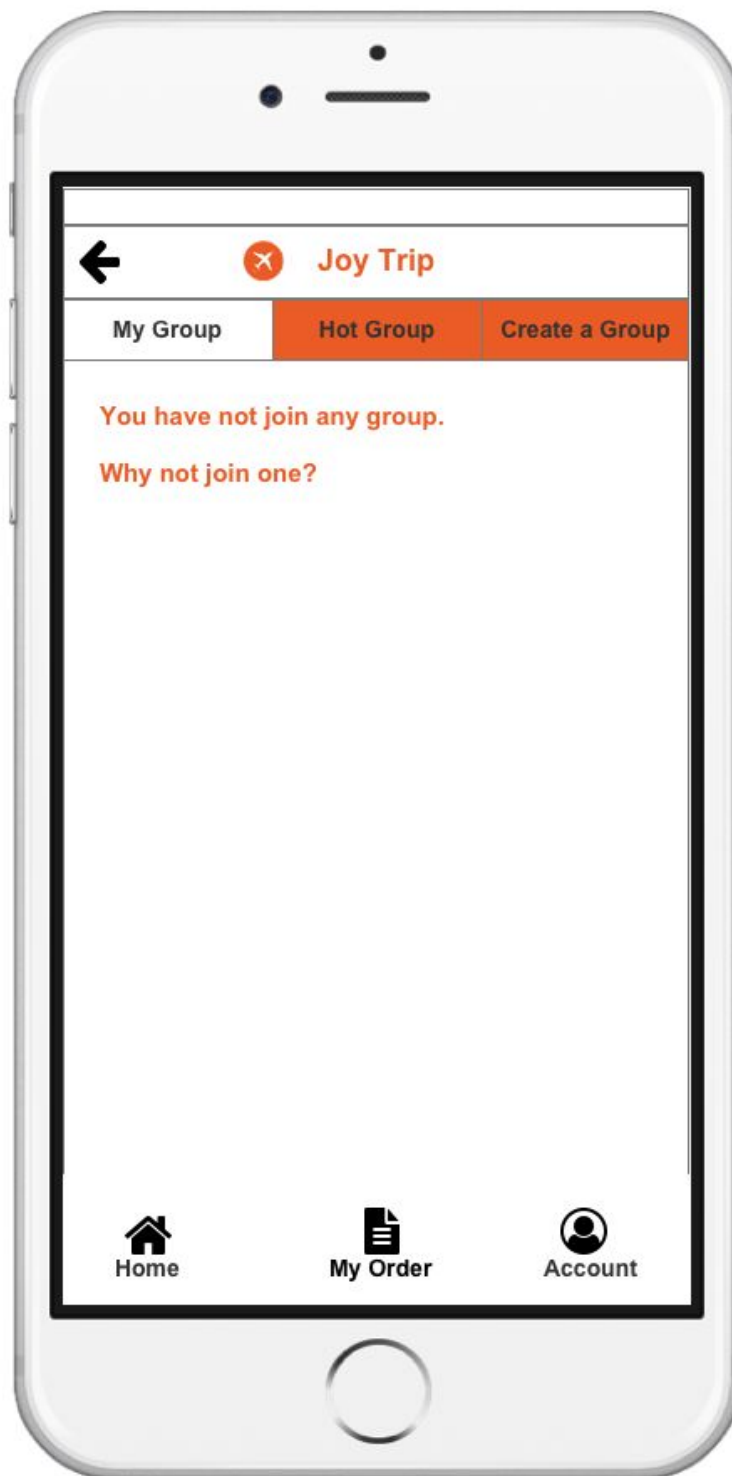 Joy Trip
My Group Hot Group Create a Group
You have not join any group.
Why not join one?
Home My Order Account